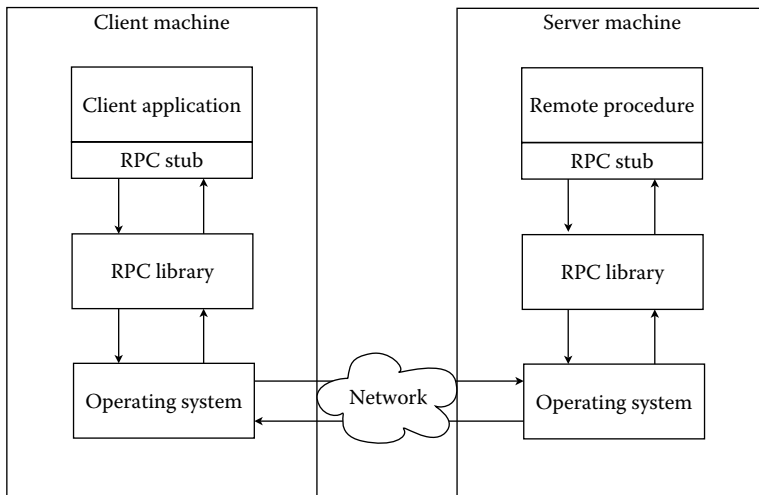 Client machine
Server machine
Client application
RPC stub
Remote procedure
RPC stub
RPC library
RPC library
Operating system
Network
Operating system